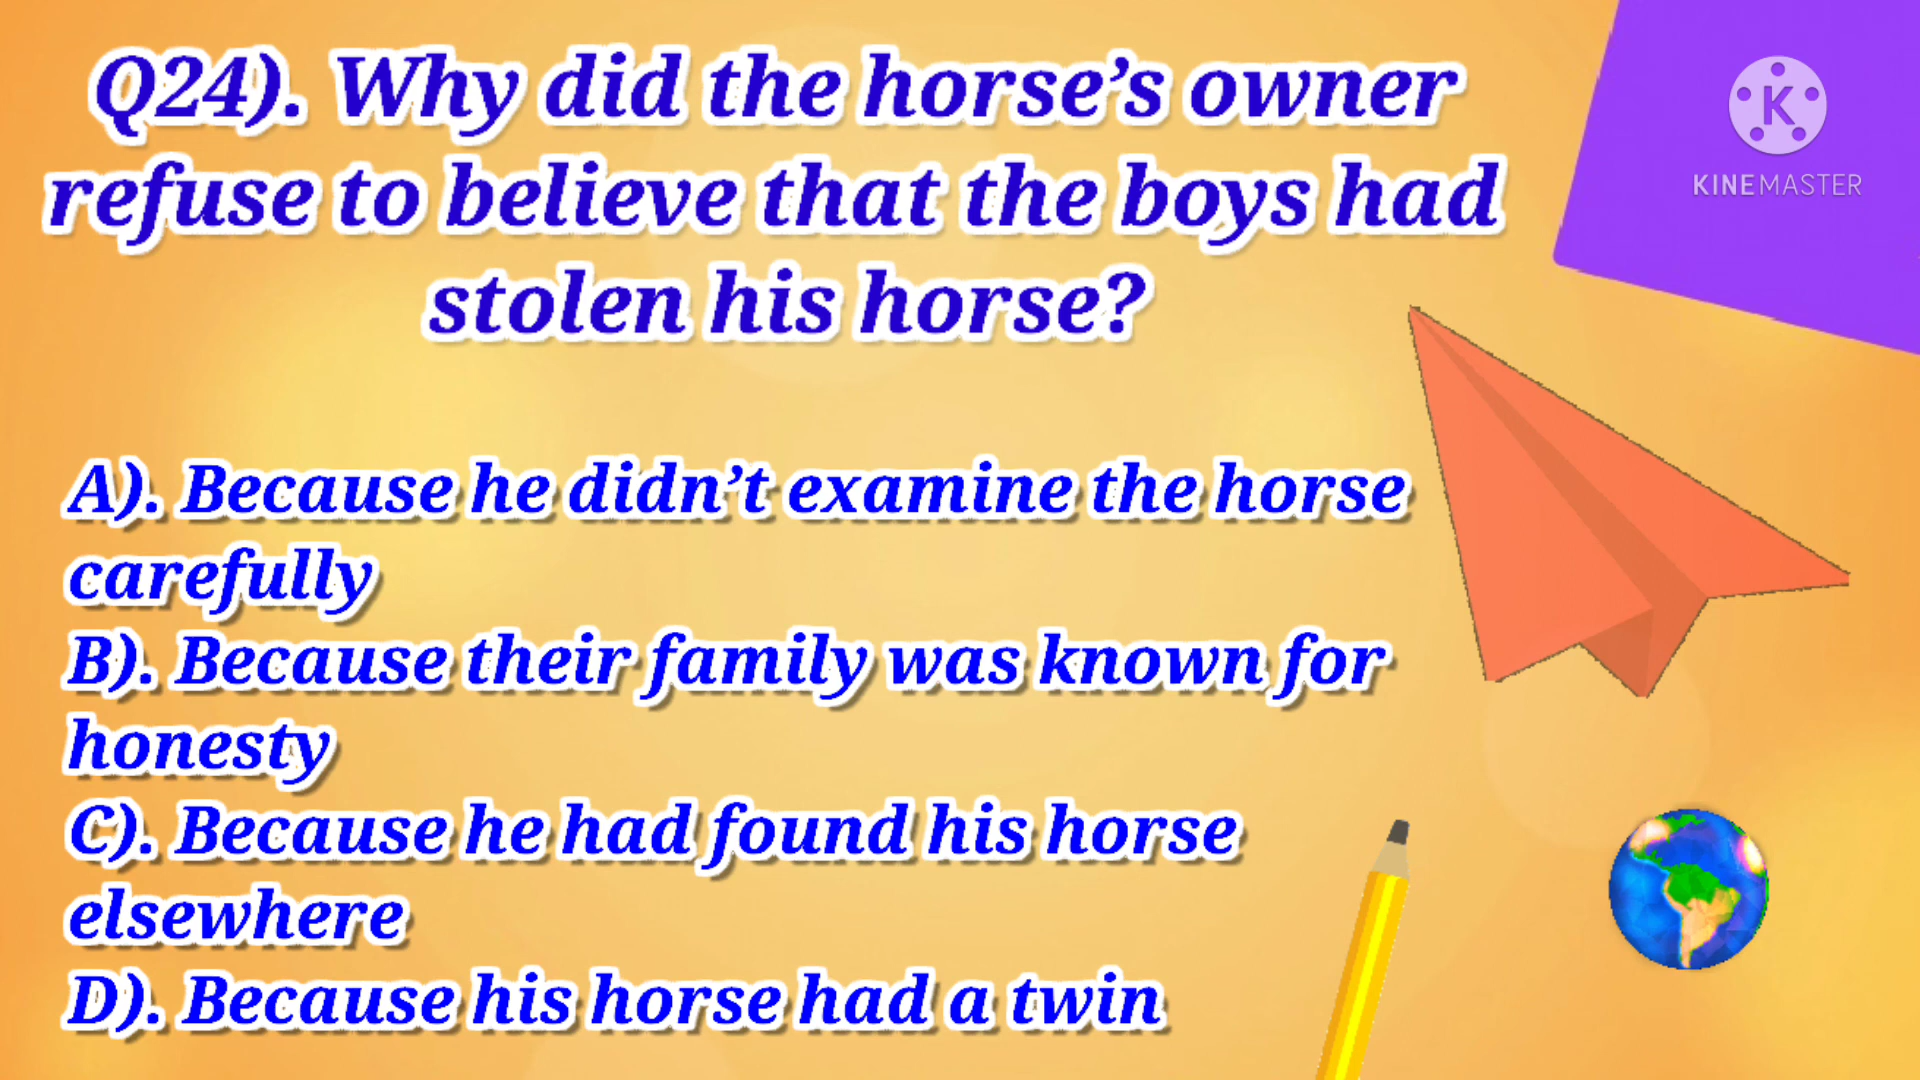 Q24). Why did the horse’s owner
refuse to believe that the boys had
stolen his horse?
A). Because he didn’t examine the horse
carefully
B). Because their family was known for
honesty
C). Because he had found his horse
elsewhere
D). Because his horse had a twin
K
KINEMASTER